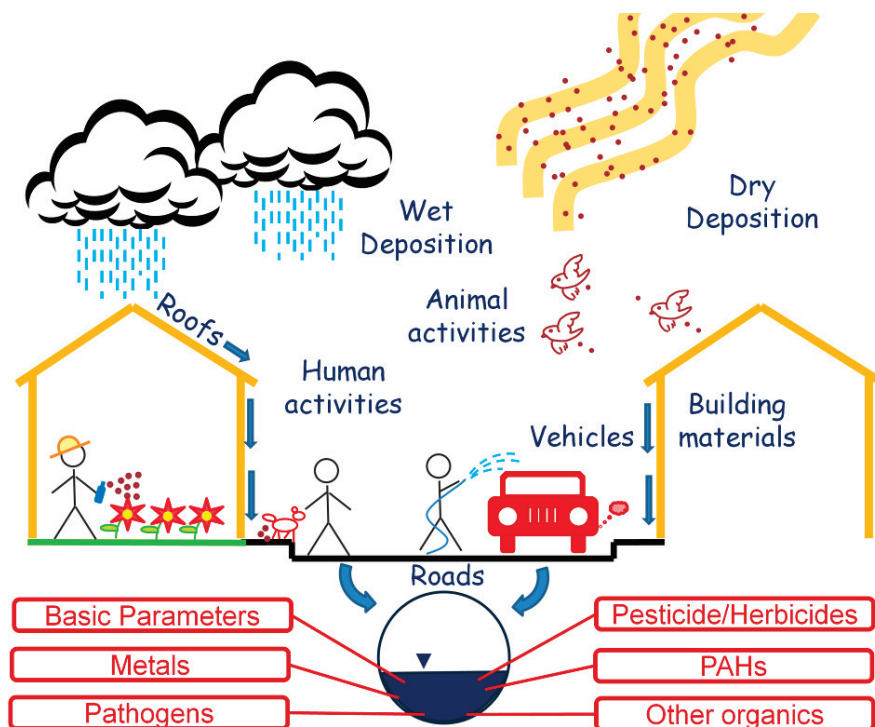 Wet
Deposition
Dry
Deposition
Animal
activities
Roofs
Human
activities
Vehicles
Building
materials
Roads
Basic Parameters
Pesticide/Herbicides
Metals
PAHs
Pathogens
Other organics